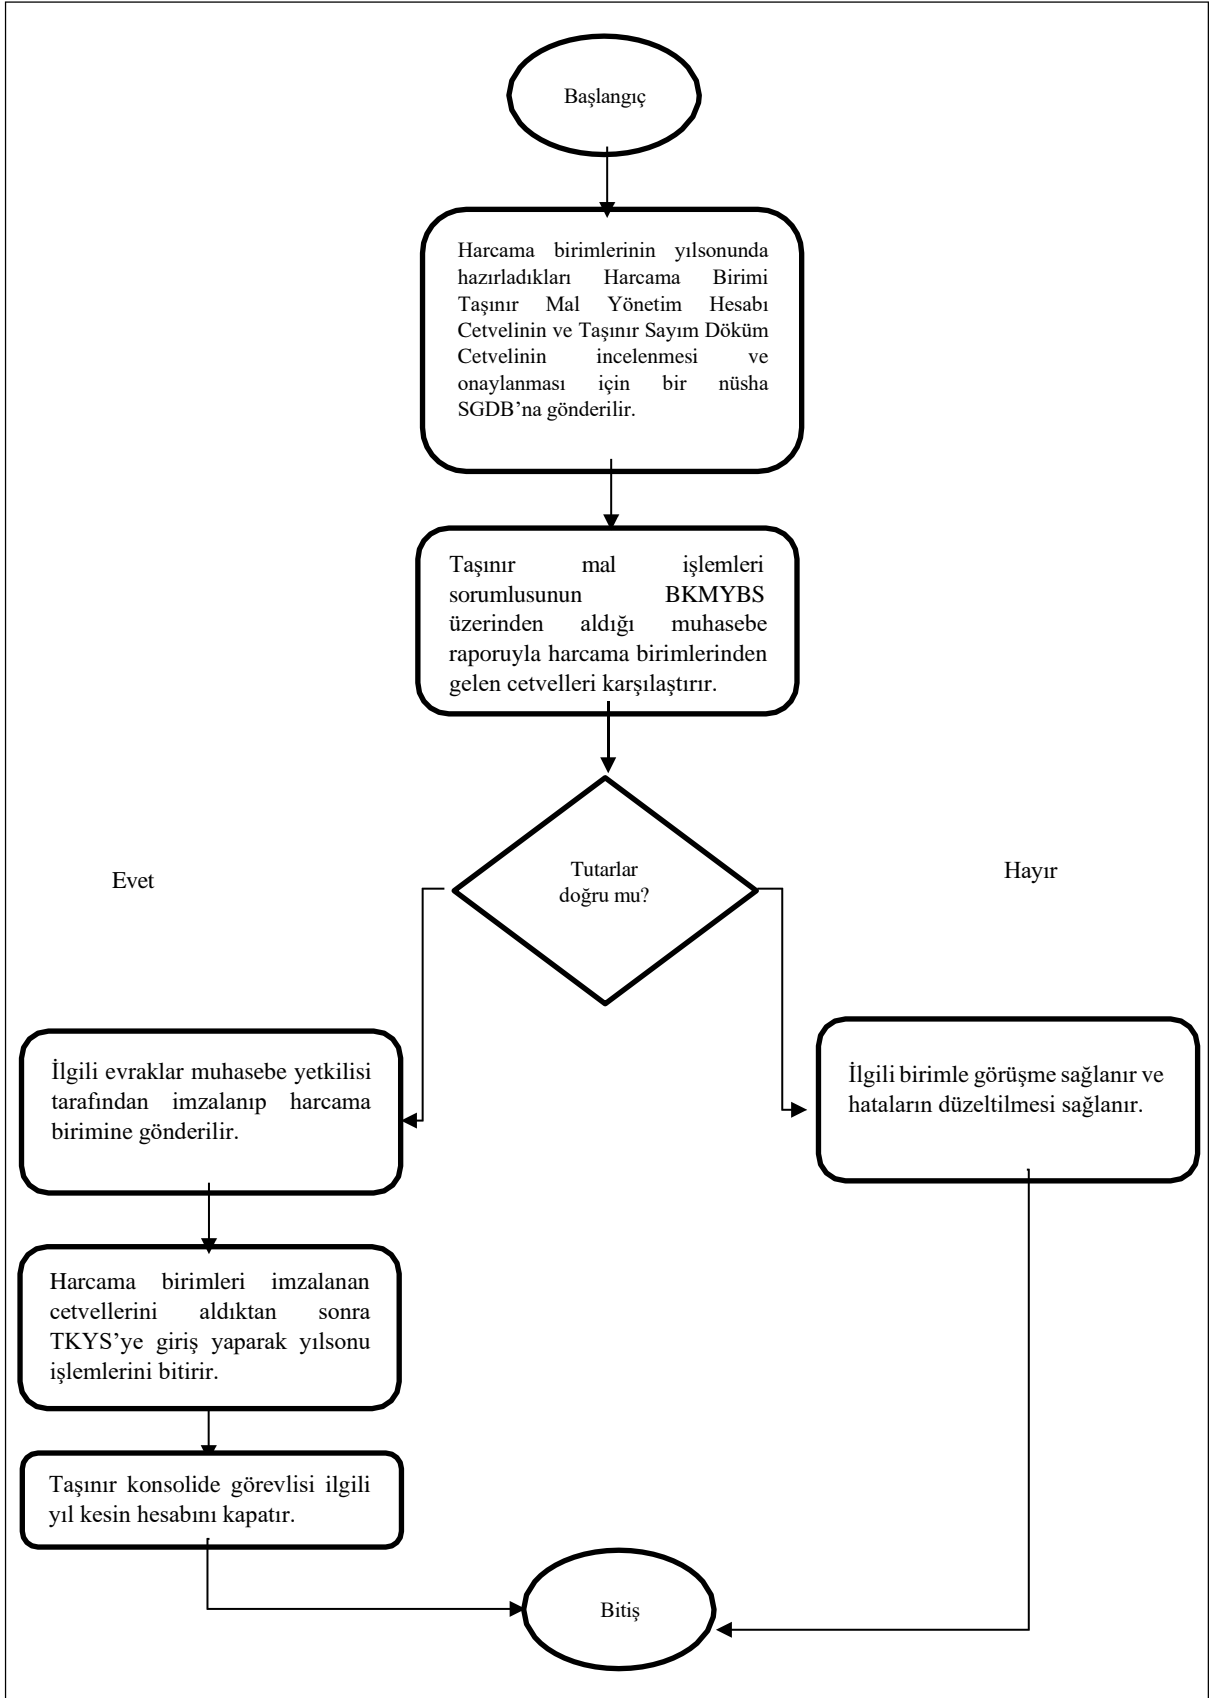 Başlangıç
Harcama birimlerinin yılsonunda
hazırladıkları Harcama Birimi
Taşınır Mal Yönetim Hesabı
Cetvelinin ve Taşınır Sayım Döküm
Cetvelinin incelenmesi ve
onaylanması için bir nüsha
SGDB’na gönderilir.
Taşınır mal işlemleri
sorumlusunun BKMYBS
üzerinden aldığı muhasebe
raporuyla harcama birimlerinden
gelen cetvelleri karşılaştırır.
Tutarlar
doğru mu?
Evet
Hayır
İlgili evraklar muhasebe yetkilisi
tarafından imzalanıp harcama
birimine gönderilir.
İlgili birimle görüşme sağlanır ve
hataların düzeltilmesi sağlanır.
Harcama birimleri imzalanan
cetvellerini aldıktan sonra
TKYS’ye giriş yaparak yılsonu
işlemlerini bitirir.
Taşınır konsolide görevlisi ilgili
yıl kesin hesabını kapatır.
Bitiş